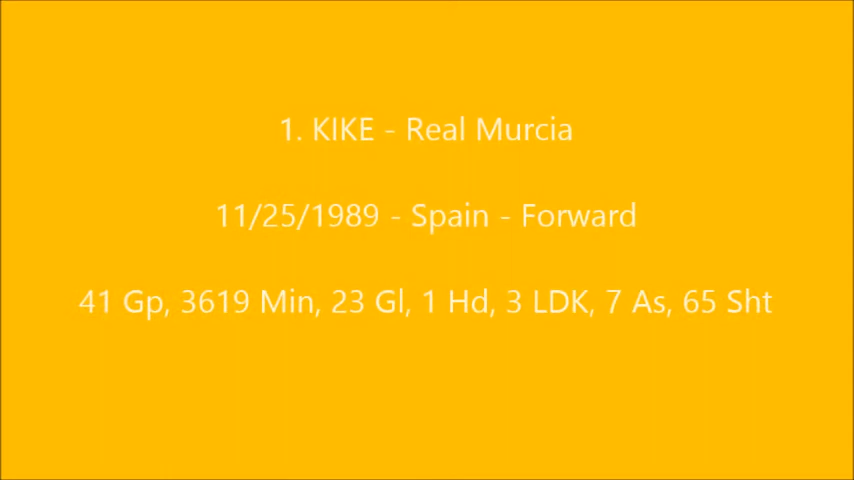 1. KIKE - Real Murcia
11/25/1989 - Spain - Forward
41 Gp, 3619 Min, 23 Gl, 1 Hd, 3 LDK, 7 As, 65 Sht